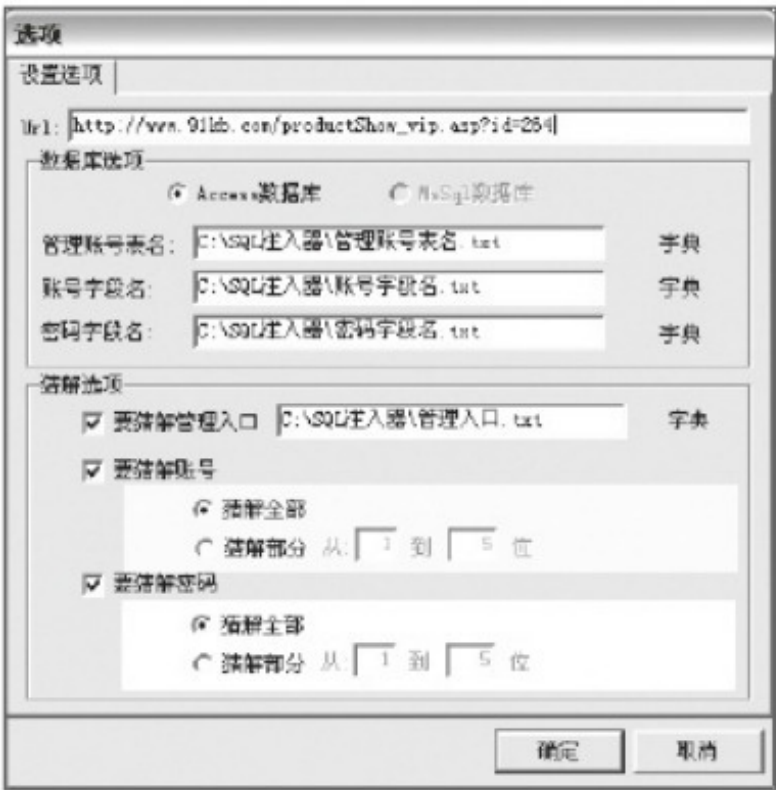 选项
设置选项
Url: http://www.91kb.com/productShow_vip.asp?id=264
数据库选项
Access数据库 MsSql数据库
管理账号表名: C:\SQL注入器\管理账号表名.txt 字典
账号字段名: C:\SQL注入器\账号字段名.txt 字典
密码字段名: C:\SQL注入器\密码字段名.txt 字典
猜解选项
要猜解管理入口 C:\SQL注入器\管理入口.txt 字典
要猜解账号
猜解全部
猜解部分 从: 1 到 5 位
要猜解密码
猜解全部
猜解部分 从: 1 到 5 位
确定 取消